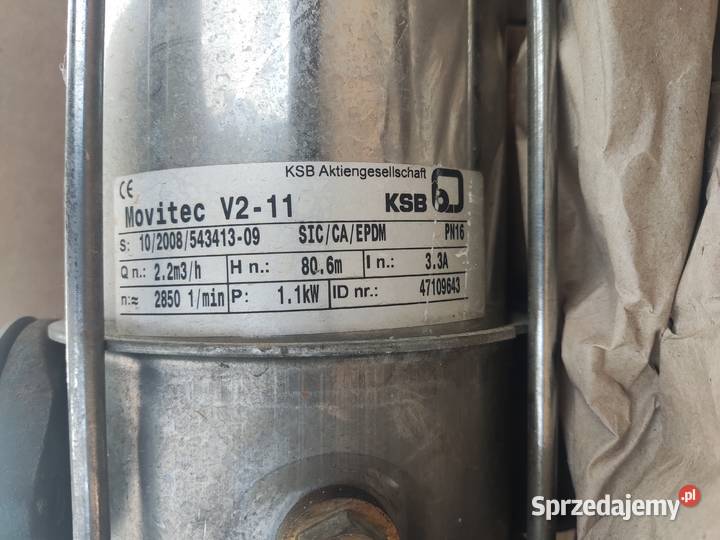 KSB Aktiengesellschaft
CE
Movitec V2-11 KSB
S: 10/2008/543413-09 SIC/CA/EPDM PN16
Q n.: 2.2m3/h H n.: 80.6m I n.: 3.3A
n:≈ 2850 1/min P: 1.1kW ID nr.: 47109643
Sprzedajemy.pl